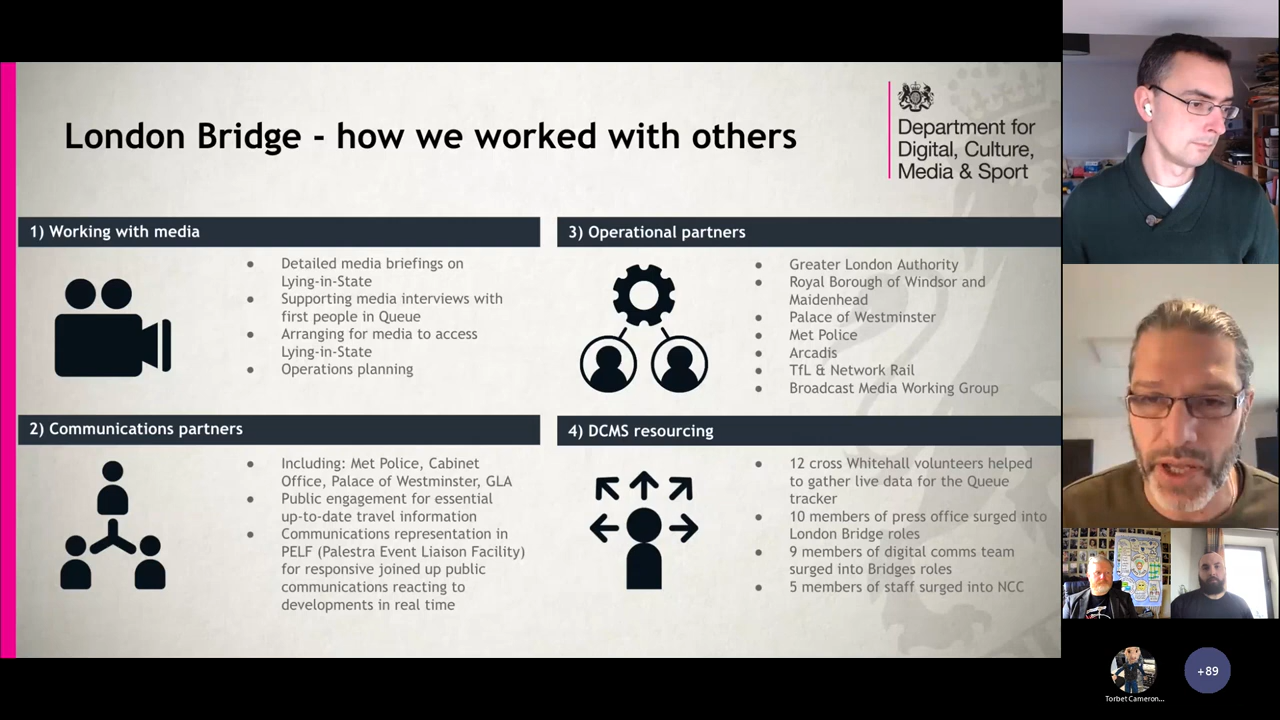 London Bridge - how we worked with others
Department for
Digital, Culture,
Media & Sport
1) Working with media
Detailed media briefings on
Lying-in-State
Supporting media interviews with
first people in Queue
Arranging for media to access
Lying-in-State
Operations planning
3) Operational partners
Greater London Authority
Royal Borough of Windsor and
Maidenhead
Palace of Westminster
Met Police
Arcadis
TfL & Network Rail
Broadcast Media Working Group
2) Communications partners
Including: Met Police, Cabinet
Office, Palace of Westminster, GLA
Public engagement for essential
up-to-date travel information
Communications representation in
PELF (Palestra Event Liaison Facility)
for responsive joined up public
communications reacting to
developments in real time
4) DCMS resourcing
12 cross Whitehall volunteers helped
to gather live data for the Queue
tracker
10 members of press office surged into
London Bridge roles
9 members of digital comms team
surged into Bridges roles
5 members of staff surged into NCC
Torbet Cameron...
+89